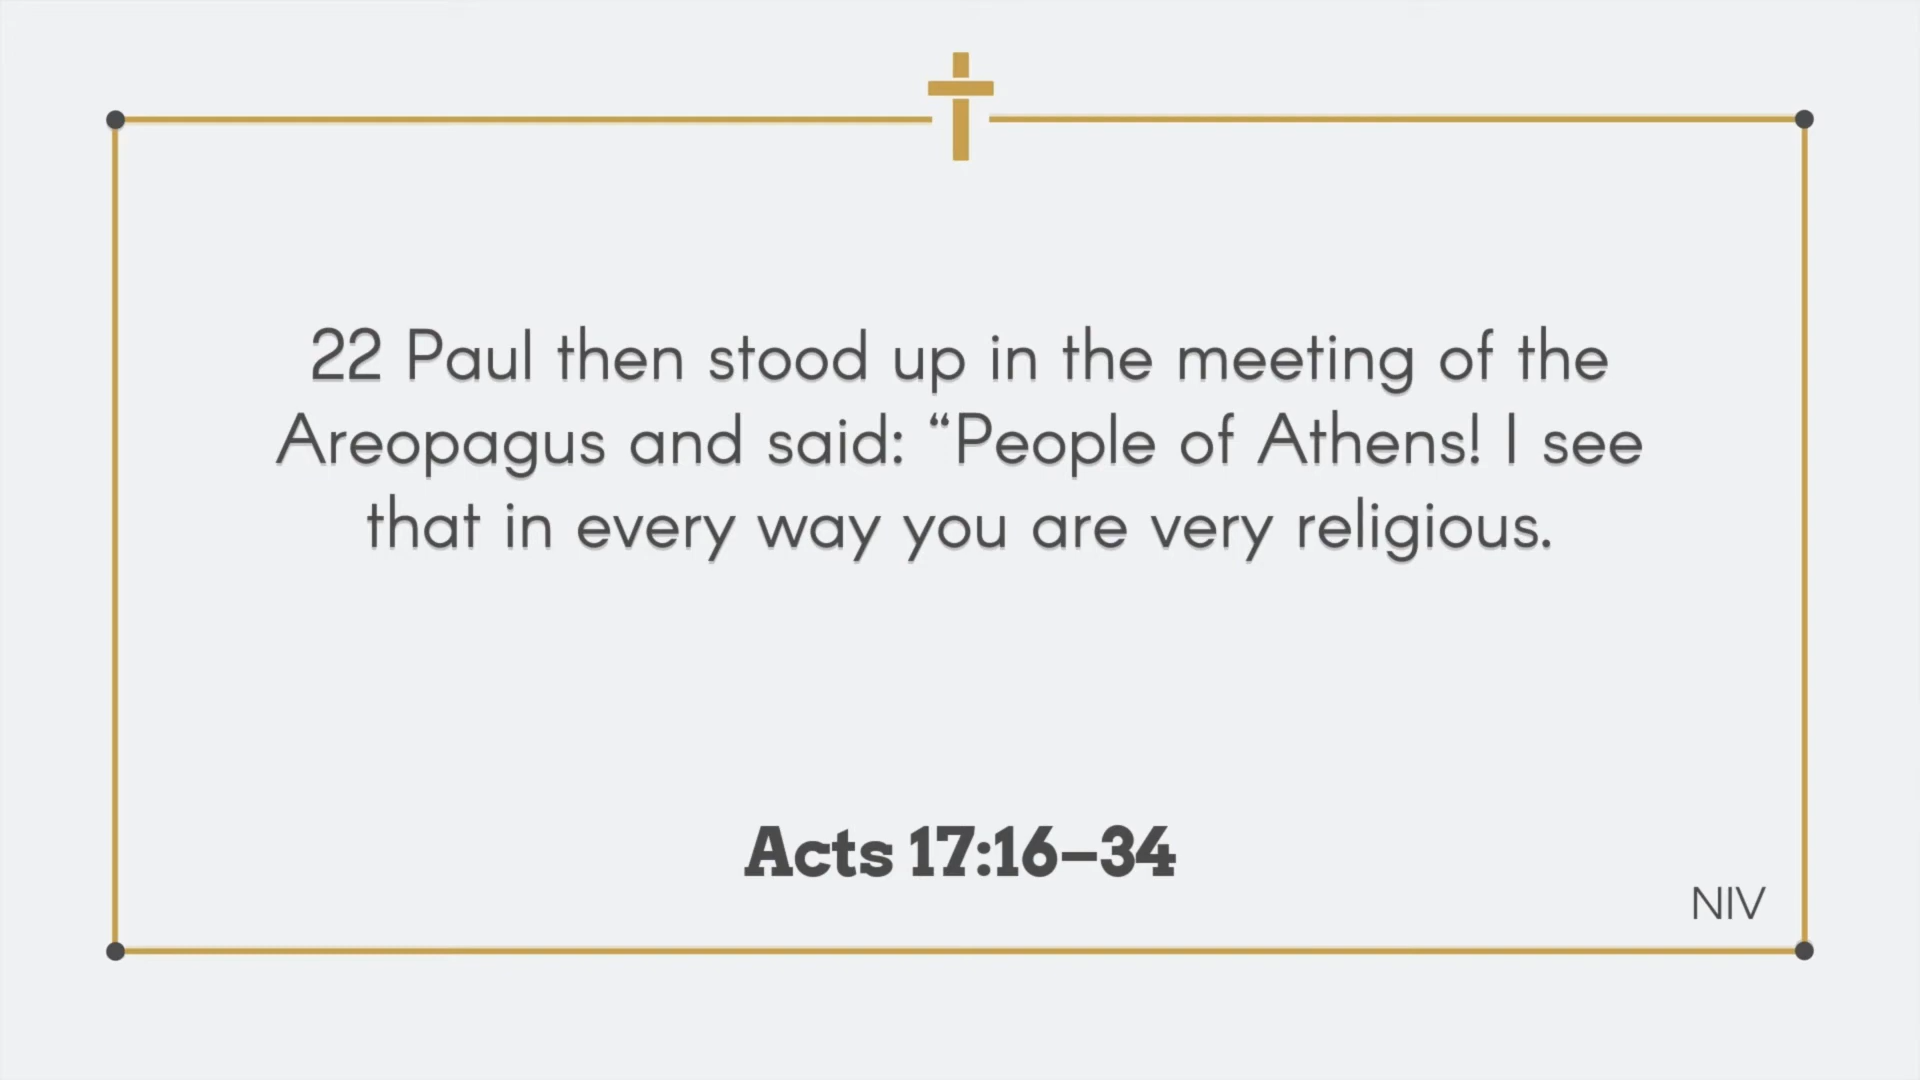 22 Paul then stood up in the meeting of the
Areopagus and said: “People of Athens! I see
that in every way you are very religious.
Acts 17:16–34
NIV